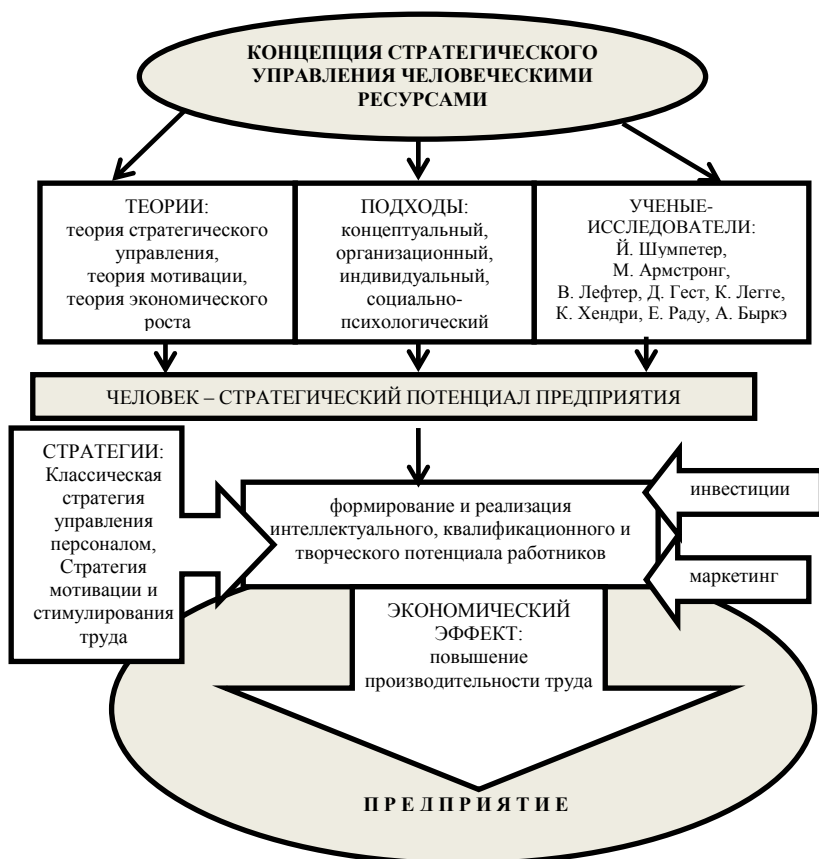 КОНЦЕПЦИЯ СТРАТЕГИЧЕСКОГО
УПРАВЛЕНИЯ ЧЕЛОВЕЧЕСКИМИ
РЕСУРСАМИ
ТЕОРИИ:
теория стратегического
управления,
теория мотивации,
теория экономического
роста
ПОДХОДЫ:
концептуальный,
организационный,
индивидуальный,
социально-
психологический
УЧЕНЫЕ-
ИССЛЕДОВАТЕЛИ:
Й. Шумпетер,
М. Армстронг,
В. Лефтер, Д. Гест, К. Легге,
К. Хендри, Е. Раду, А. Быркэ
ЧЕЛОВЕК – СТРАТЕГИЧЕСКИЙ ПОТЕНЦИАЛ ПРЕДПРИЯТИЯ
СТРАТЕГИИ:
Классическая
стратегия
управления
персоналом,
Стратегия
мотивации и
стимулирования
труда
формирование и реализация
интеллектуального, квалификационного и
творческого потенциала работников
инвестиции
маркетинг
ЭКОНОМИЧЕСКИЙ
ЭФФЕКТ:
повышение
производительности труда
П Р Е Д П Р И Я Т И Е